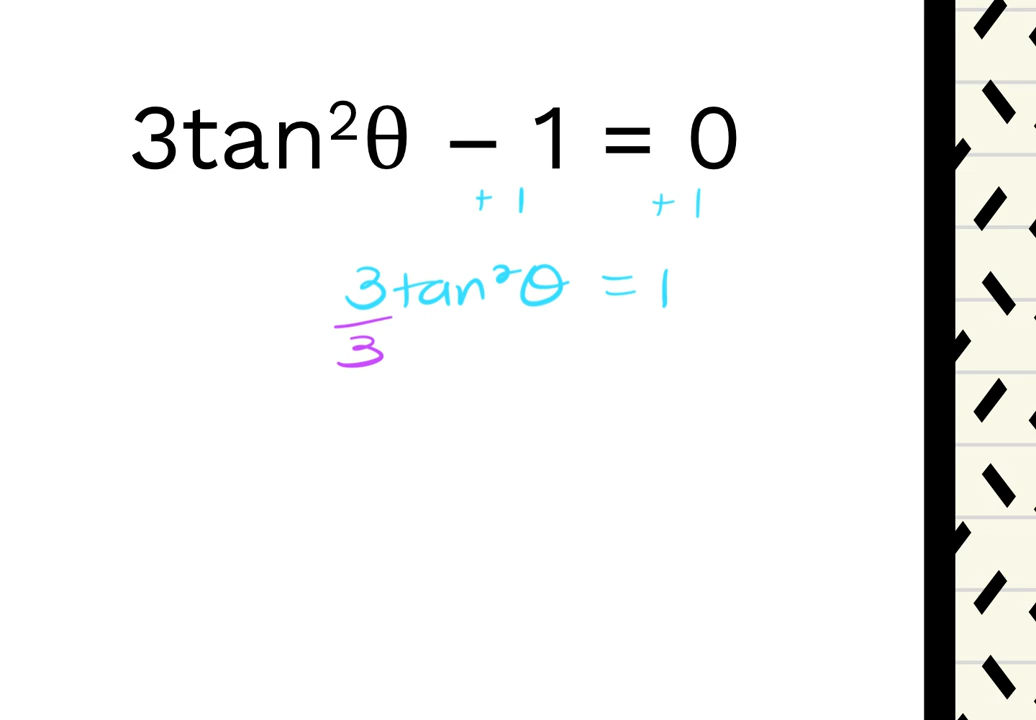 3tan²θ – 1 = 0
+ 1 + 1
3tan²θ = 1
3